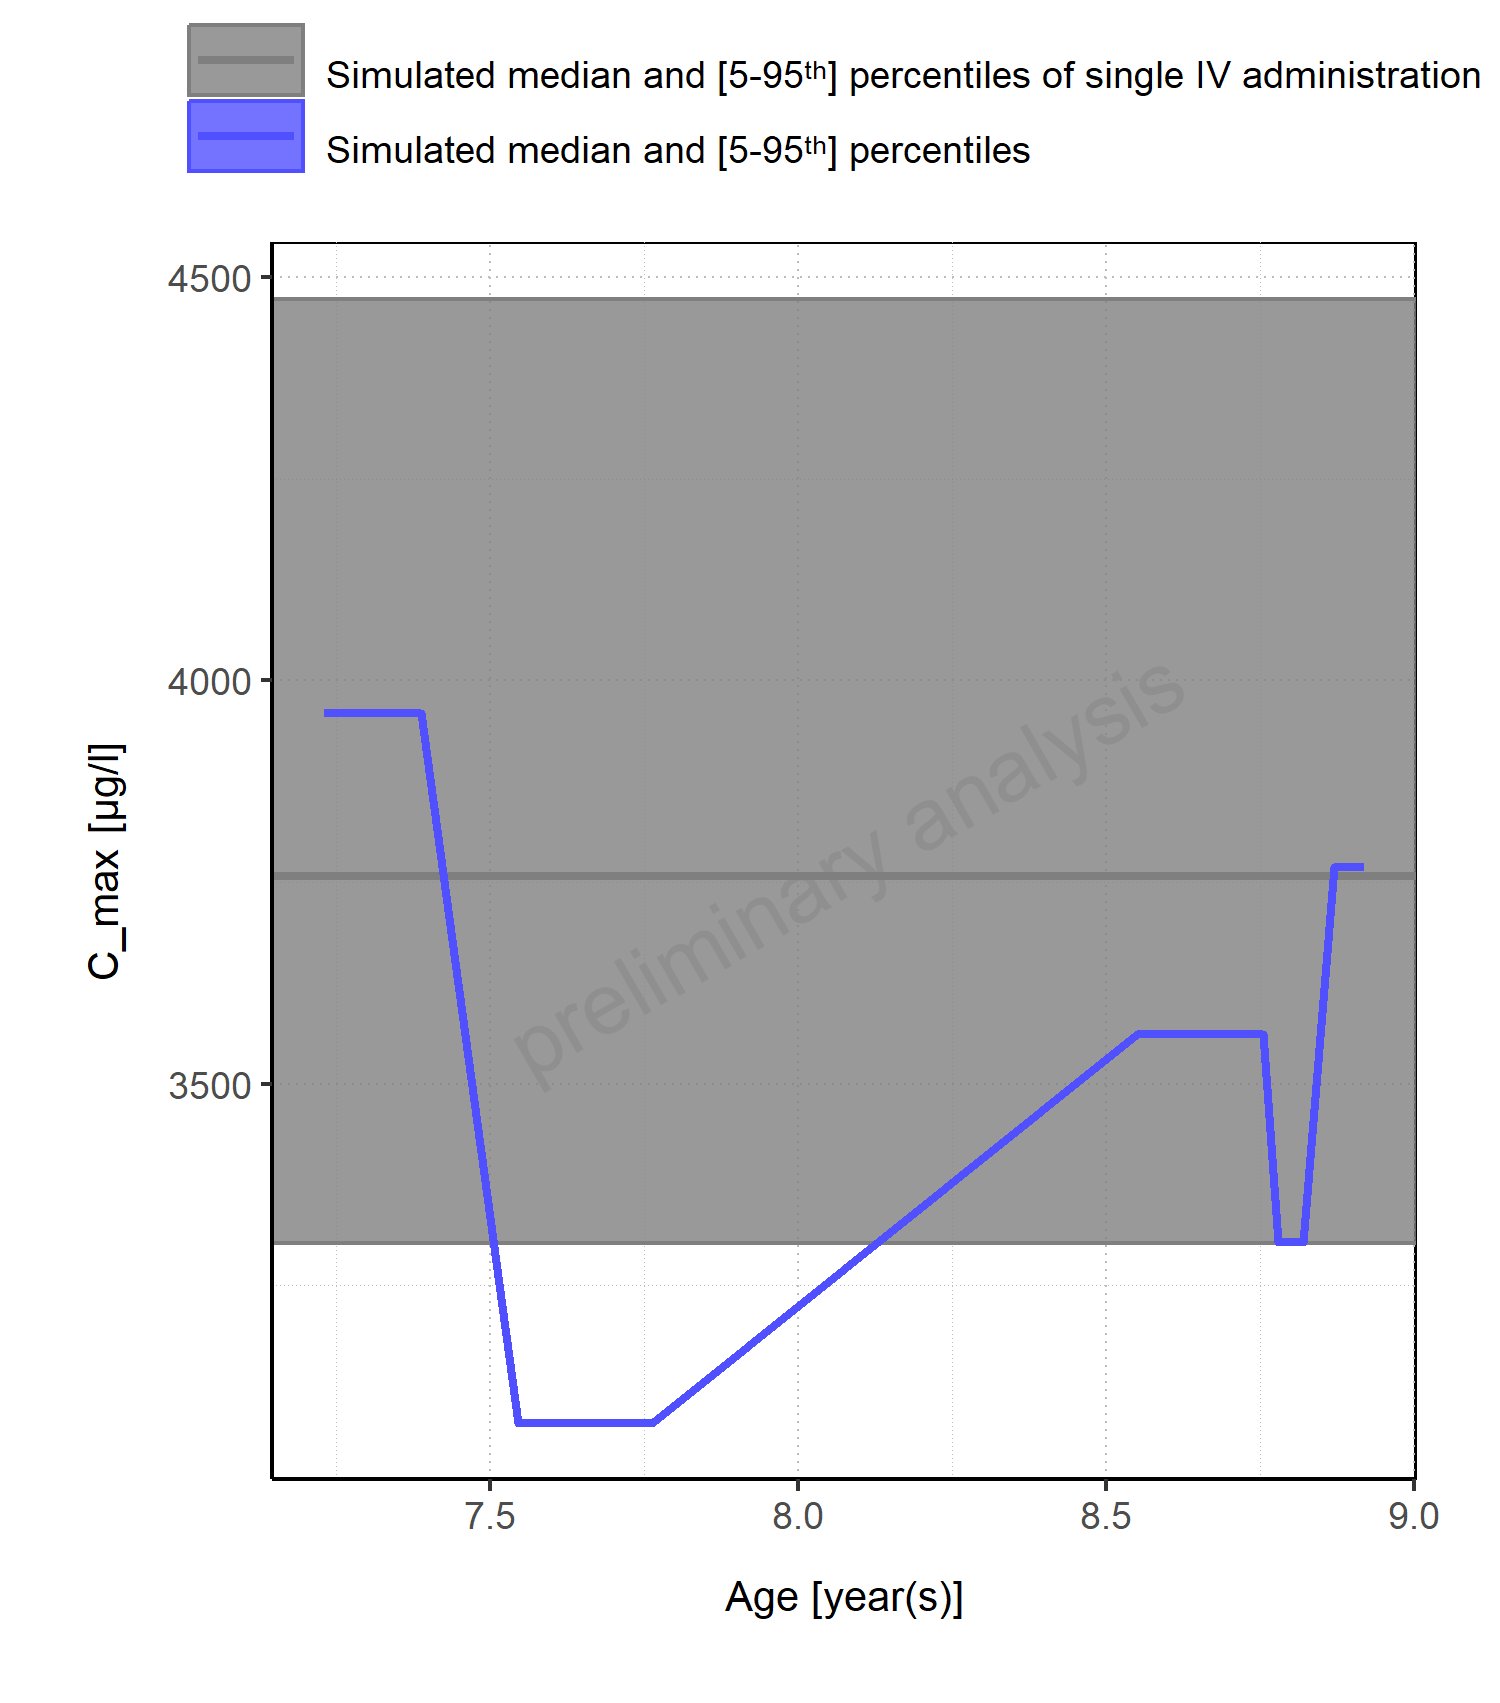 Simulated median and [5-95ᵗʰ] percentiles of single IV administration
Simulated median and [5-95ᵗʰ] percentiles
4500
4000
3500
C_max [µg/l]
preliminary analysis
7.5 8.0 8.5 9.0
Age [year(s)]